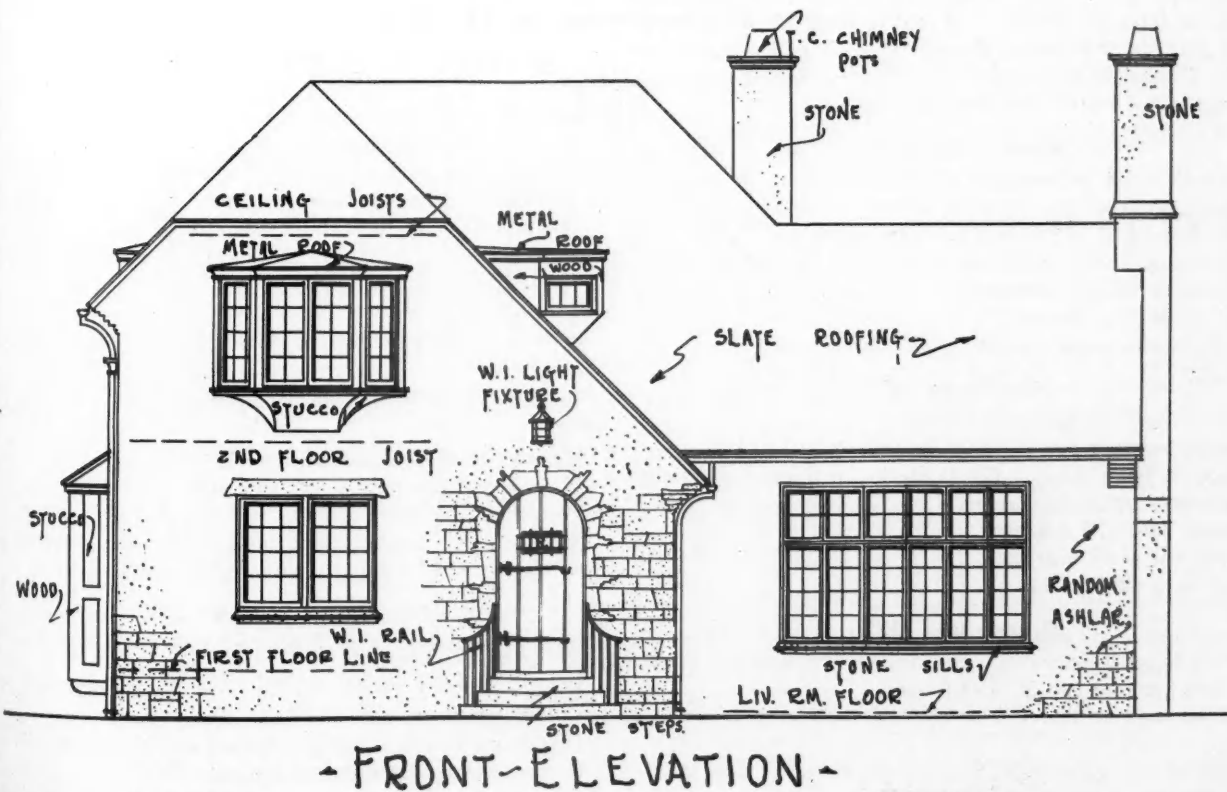 T.C. CHIMNEY
POTS
STONE
STONE
CEILING JOISTS
METAL
ROOF
METAL ROOF
WOOD
SLATE ROOFING
W.I. LIGHT
FIXTURE
STUCCO
2ND FLOOR JOIST
STUCCO
WOOD
RANDOM
ASHLAR
W.I. RAIL
FIRST FLOOR LINE
STONE SILLS
LIV. RM. FLOOR
STONE STEPS.
- FRONT - ELEVATION -